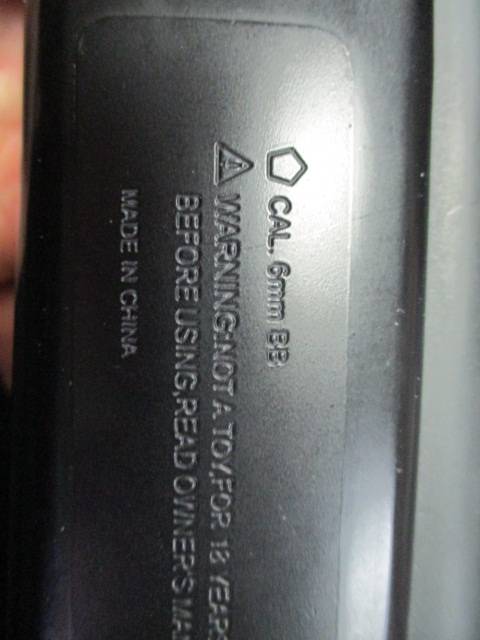 CAL. 6mm BB
WARNING:NOT A TOY,FOR 18 YEARS
BEFORE USING,READ OWNER'S MA
MADE IN CHINA